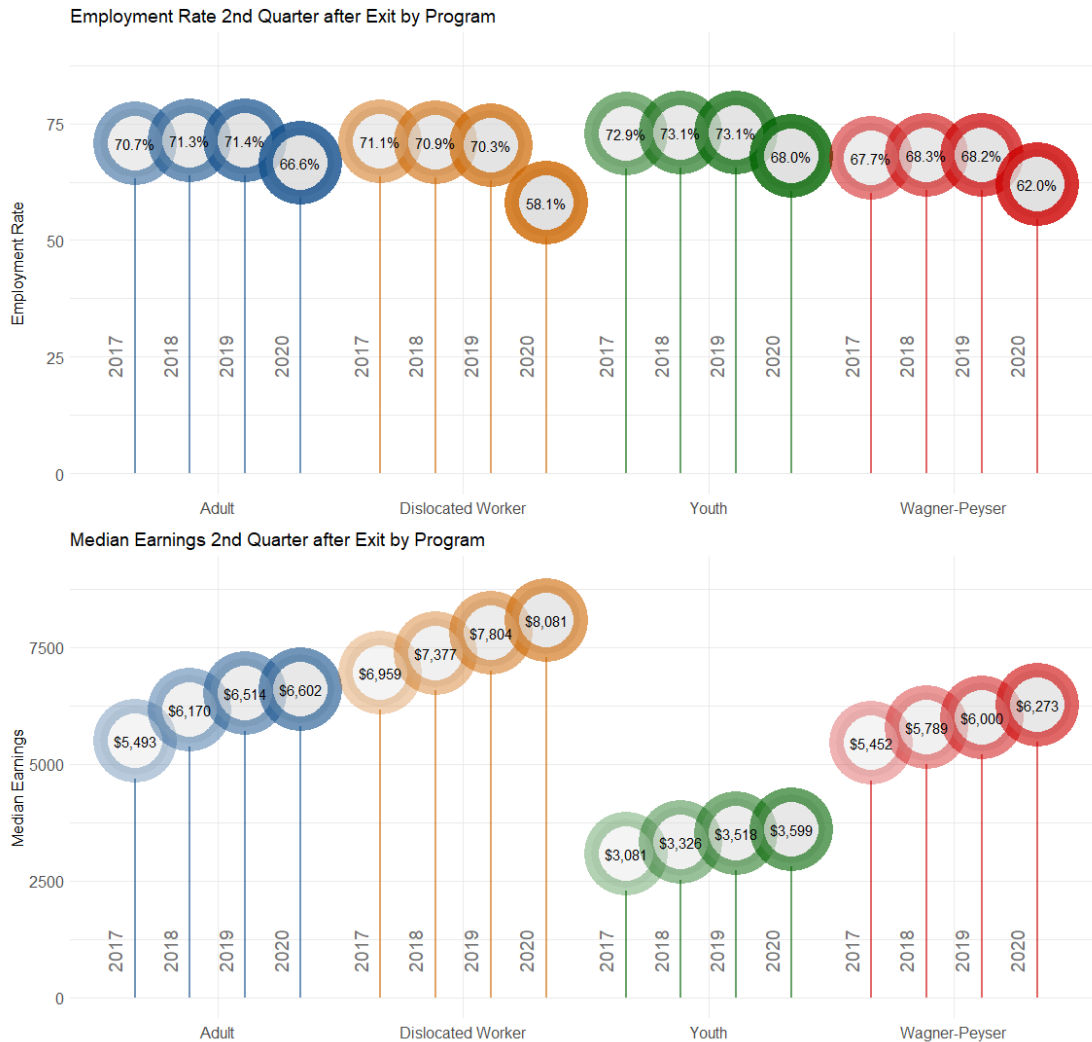 Employment Rate 2nd Quarter after Exit by Program
Employment Rate
75
50
25
0
70.7% 71.3% 71.4% 66.6%
71.1% 70.9% 70.3% 58.1%
72.9% 73.1% 73.1% 68.0%
67.7% 68.3% 68.2% 62.0%
2017 2018 2019 2020
2017 2018 2019 2020
2017 2018 2019 2020
2017 2018 2019 2020
Adult Dislocated Worker Youth Wagner-Peyser
Median Earnings 2nd Quarter after Exit by Program
Median Earnings
7500
5000
2500
0
$5,493 $6,170 $6,514 $6,602
$6,959 $7,377 $7,804 $8,081
$3,081 $3,326 $3,518 $3,599
$5,452 $5,789 $6,000 $6,273
2017 2018 2019 2020
2017 2018 2019 2020
2017 2018 2019 2020
2017 2018 2019 2020
Adult Dislocated Worker Youth Wagner-Peyser